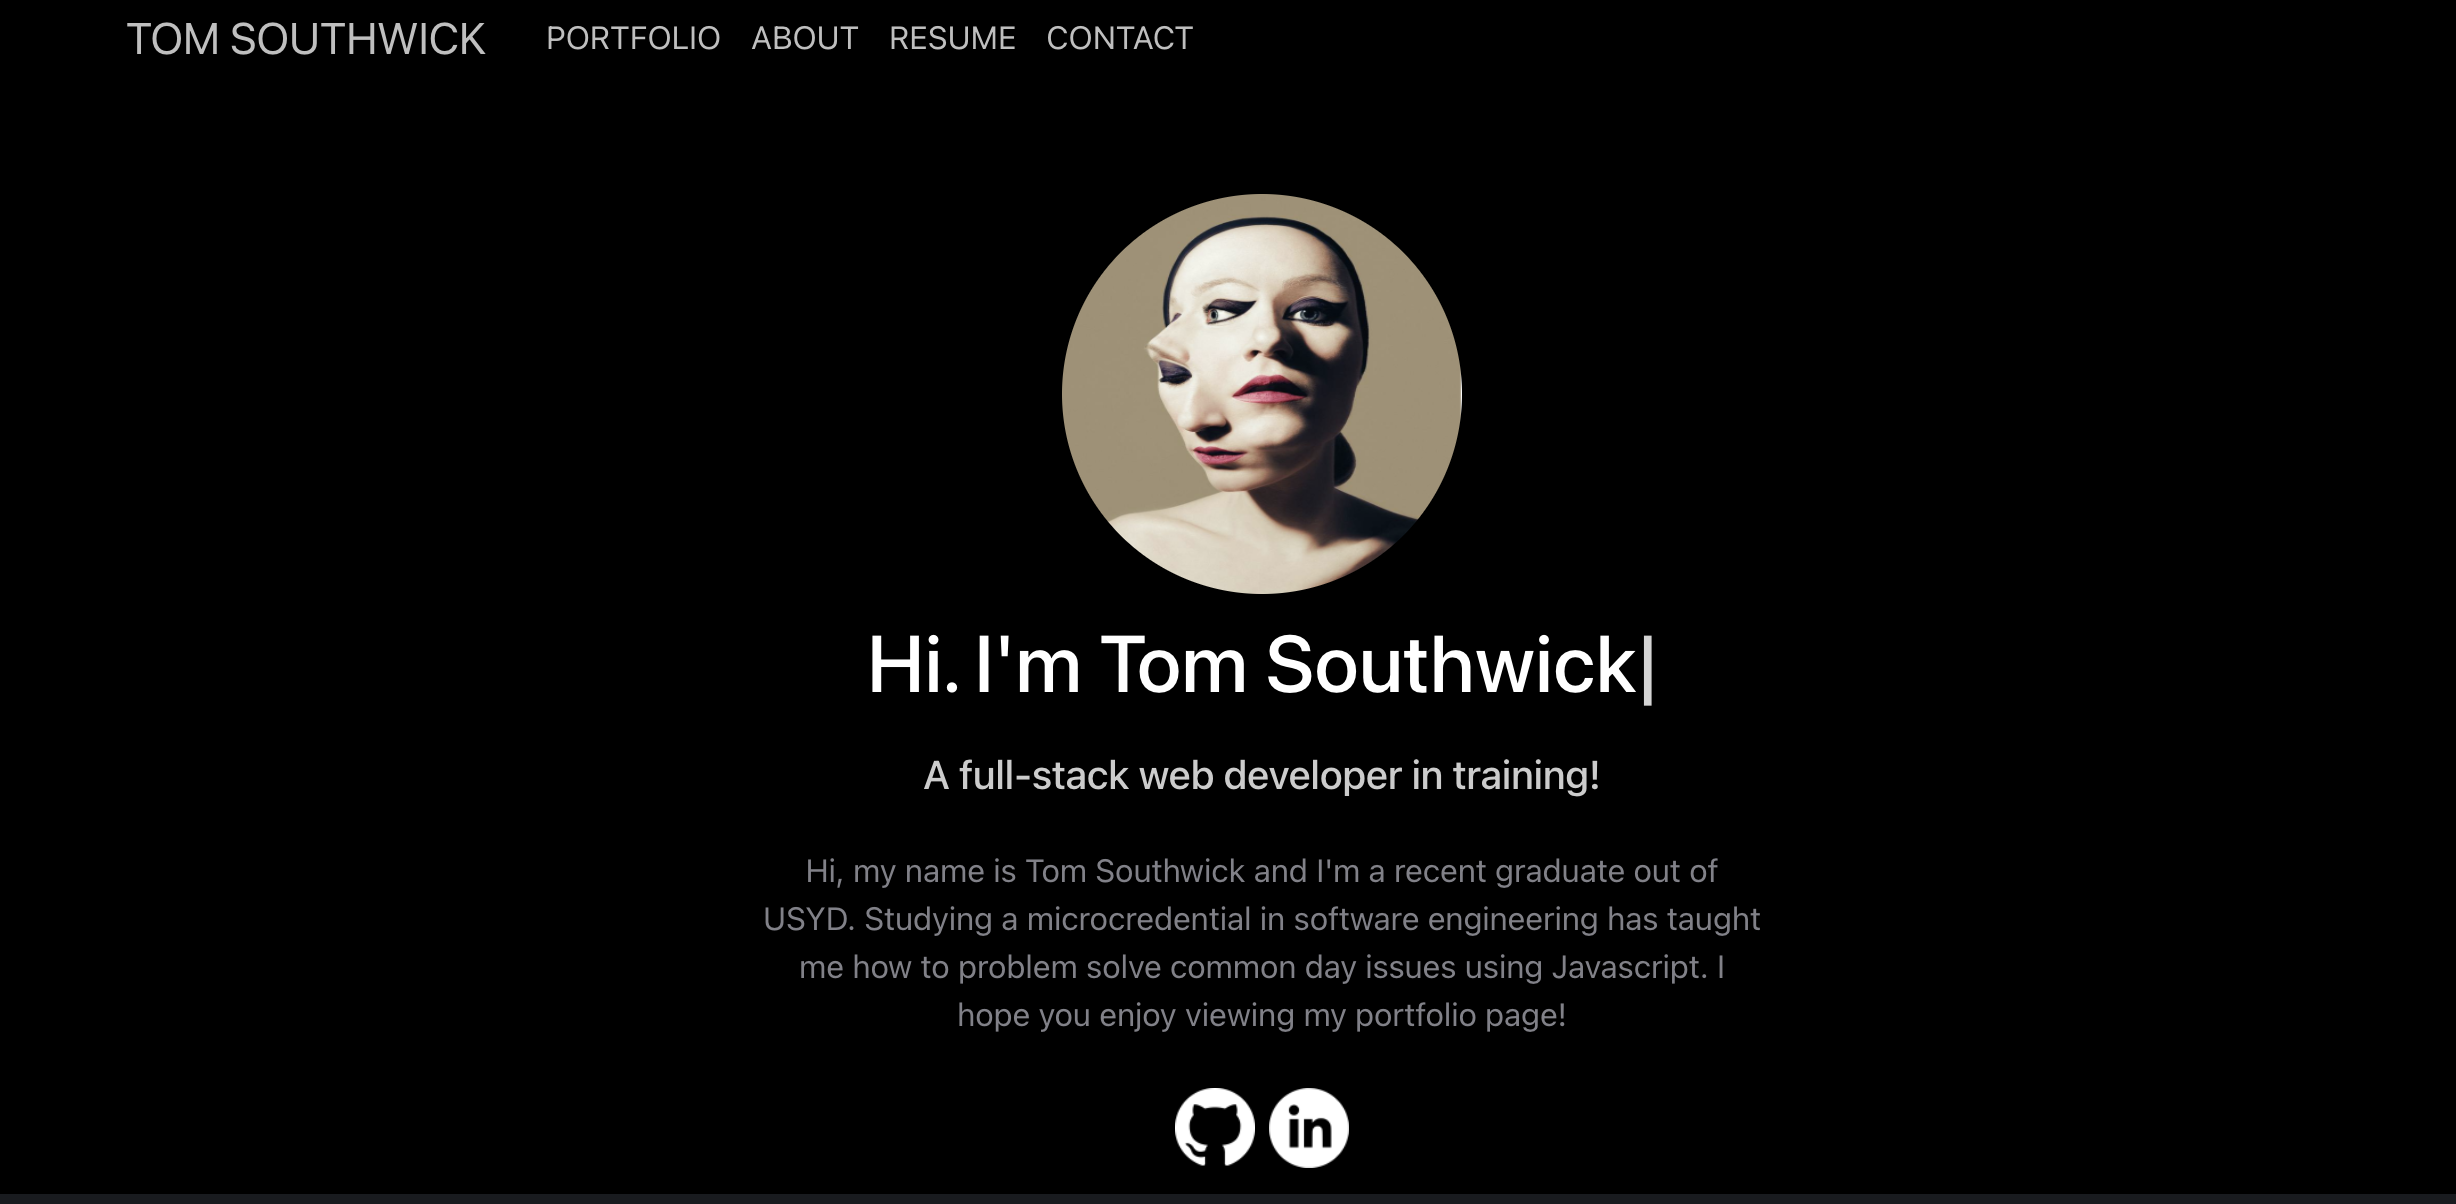 TOM SOUTHWICK PORTFOLIO ABOUT RESUME CONTACT
Hi. I'm Tom Southwick|
A full-stack web developer in training!
Hi, my name is Tom Southwick and I'm a recent graduate out of
USYD. Studying a microcredential in software engineering has taught
me how to problem solve common day issues using Javascript. I
hope you enjoy viewing my portfolio page!
in